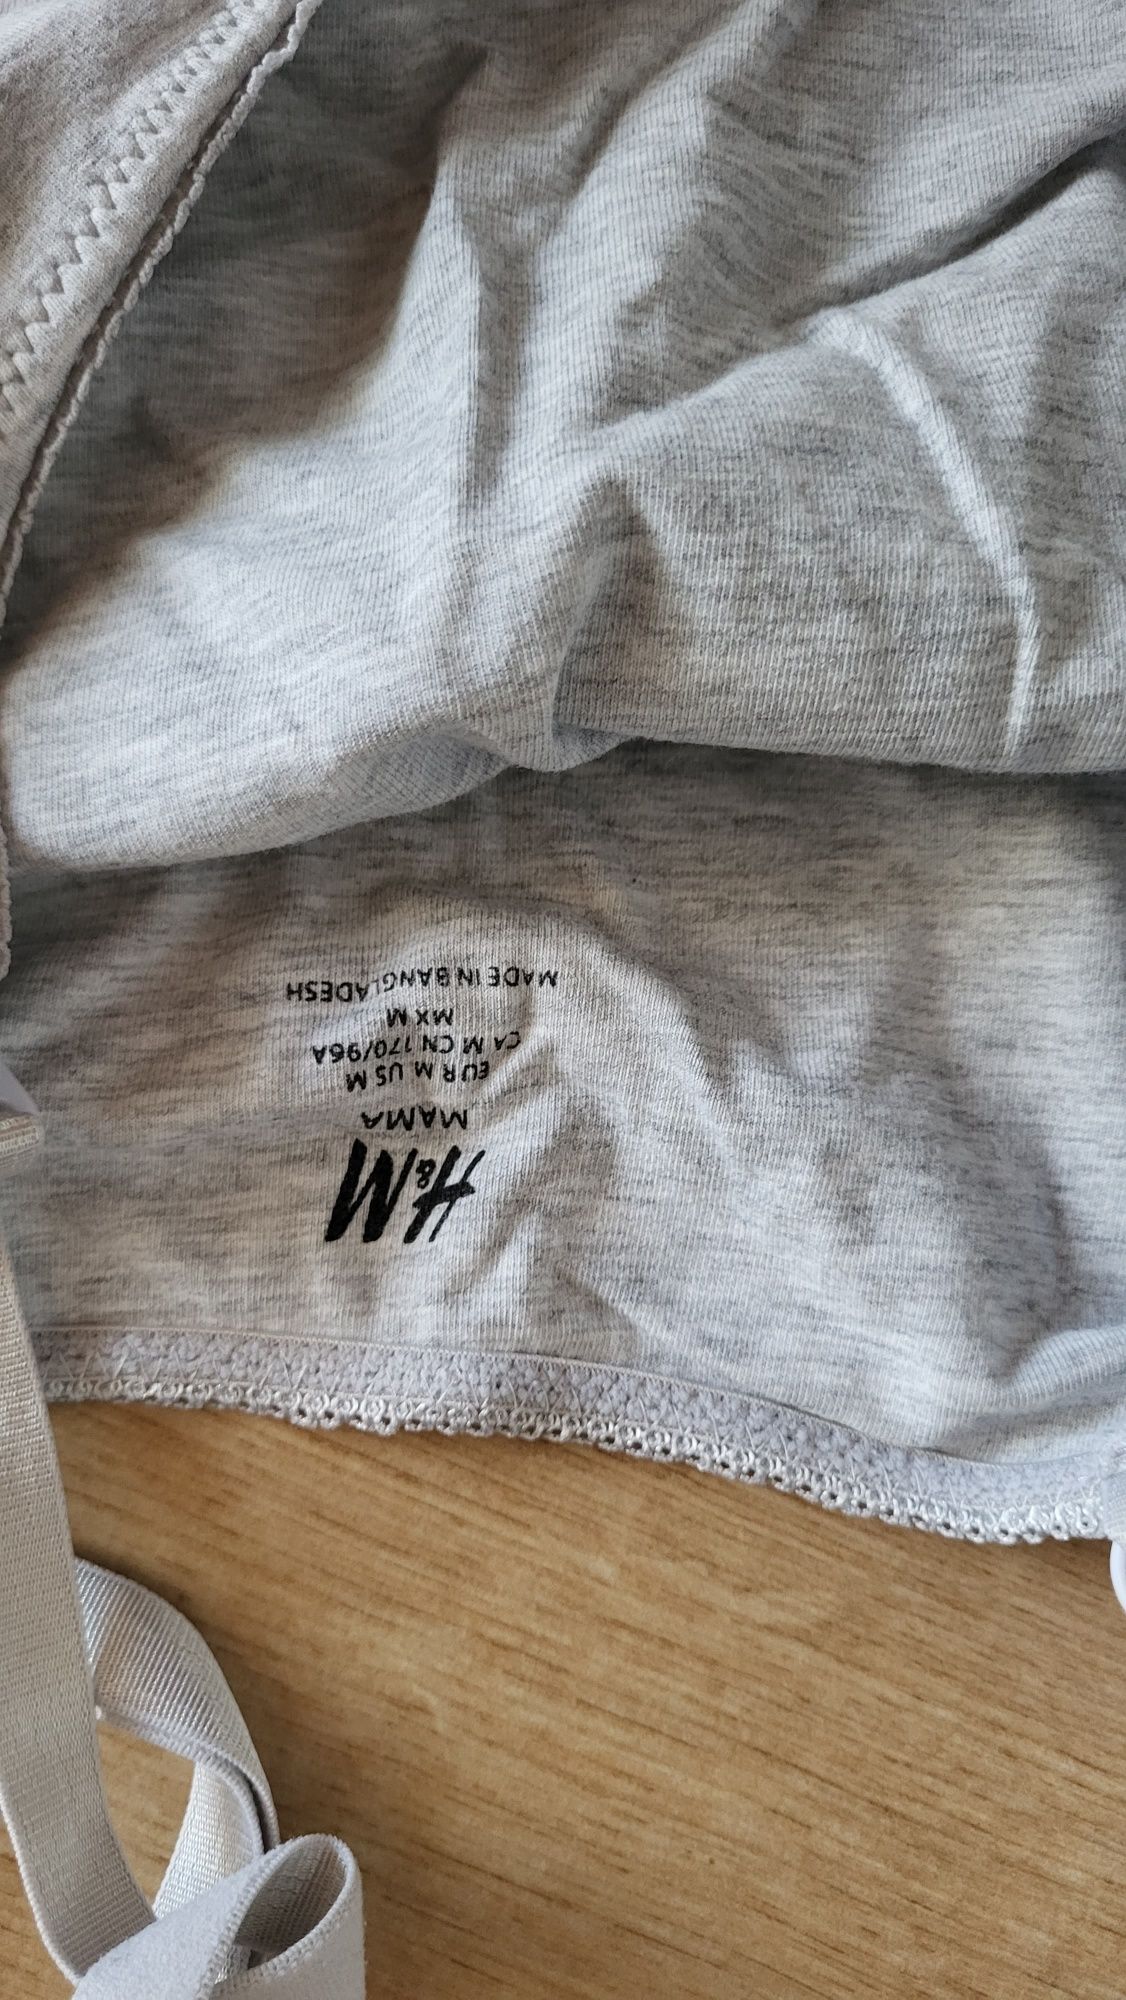 H&M
MAMA
EUR M US M
CA M CN 170/96A
MX M
MADE IN BANGLADESH